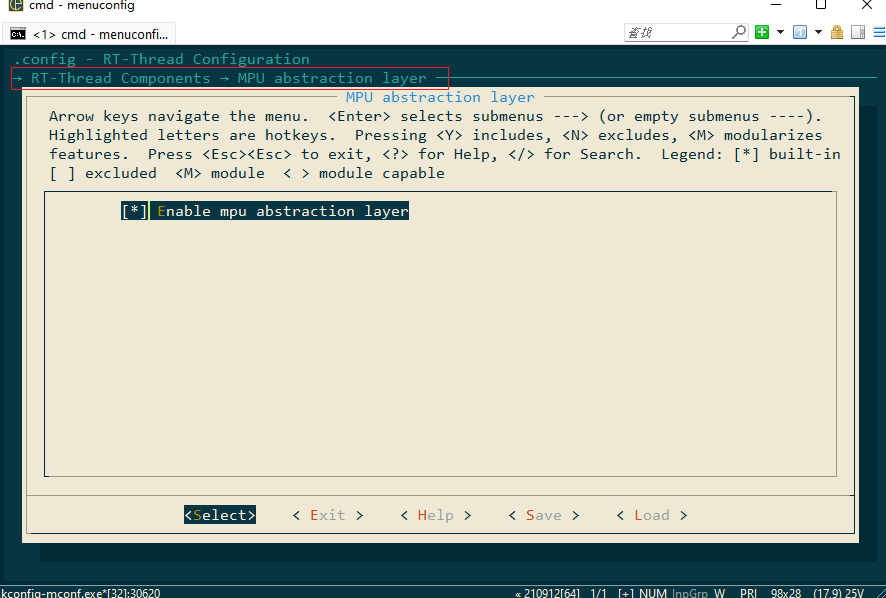 cmd - menuconfig
<1> cmd - menuconfi...
查找
.config - RT-Thread Configuration
→ RT-Thread Components → MPU abstraction layer
MPU abstraction layer
Arrow keys navigate the menu.  <Enter> selects submenus ---> (or empty submenus ----).
Highlighted letters are hotkeys.  Pressing <Y> includes, <N> excludes, <M> modularizes
features.  Press <Esc><Esc> to exit, <?> for Help, </> for Search.  Legend: [*] built-in
[ ] excluded  <M> module  < > module capable
[*] Enable mpu abstraction layer
<Select>    < Exit >    < Help >    < Save >    < Load >
kconfig-mconf.exe*[32]:30620    « 210912[64]  1/1  [+] NUM  InpGrp  W  PRI  98x28  (17,9) 25V